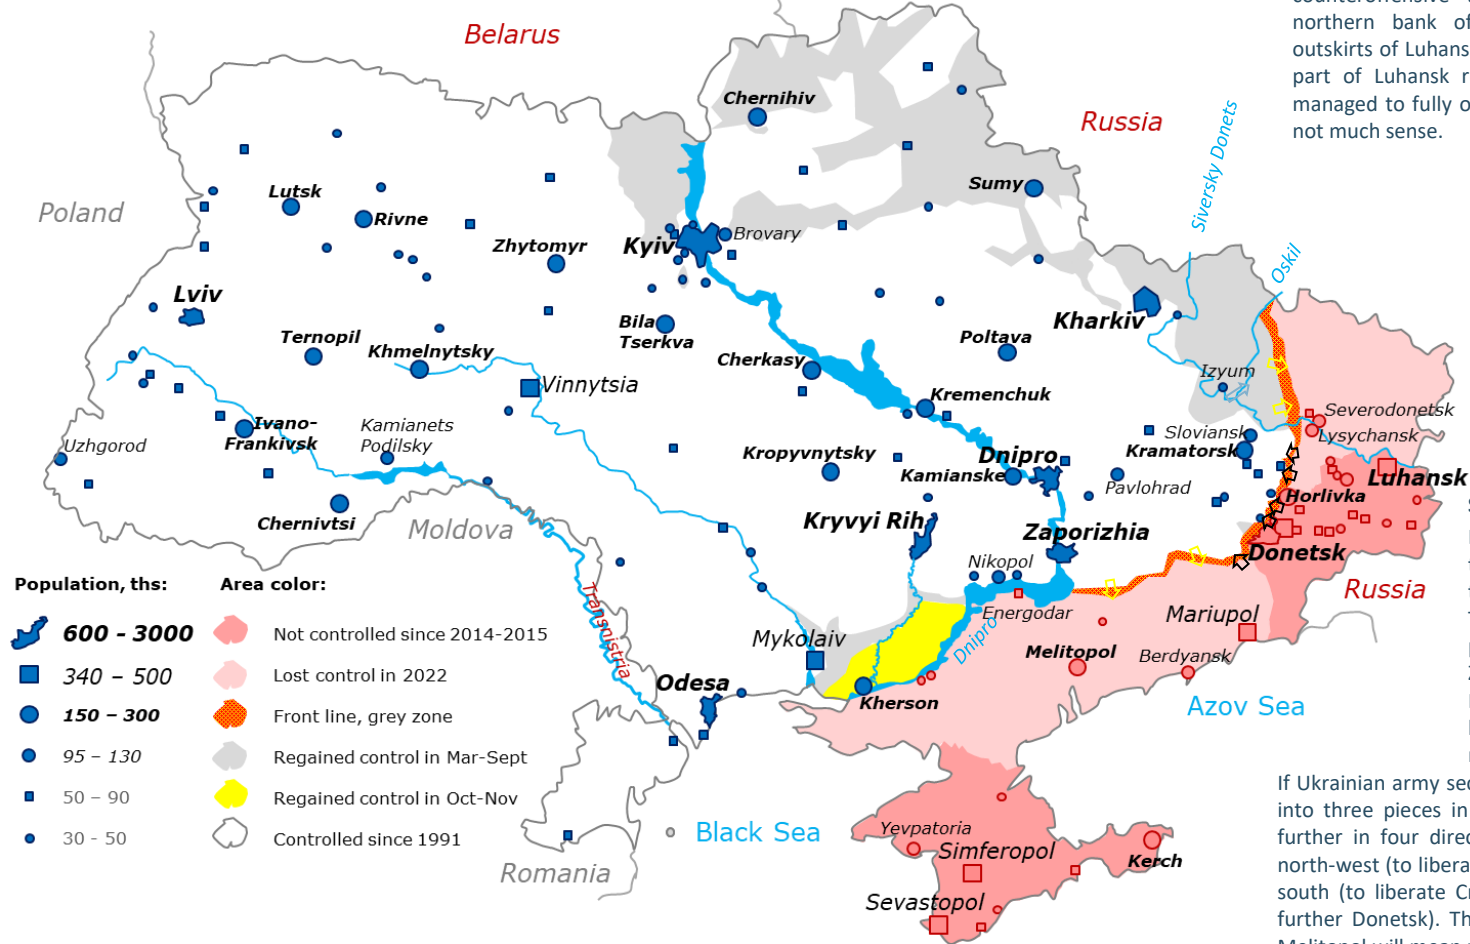 counteroffensive
northern bank of
outskirts of Luhans
part of Luhansk r
managed to fully o
not much sense.
Belarus
Russia
Poland
Chernihiv
Siversky Donets
Sumy
Lutsk
Rivne
Zhytomyr
Kyiv
Brovary
Oskil
Lviv
Kharkiv
Bila
Tserkva
Ternopil
Khmelnytsky
Cherkasy
Poltava
Vinnytsia
Izyum
Kremenchuk
Ivano-
Frankivsk
Kamianets
Podilsky
Uzhgorod
Severodonetsk
Sloviansk
Lysychansk
Kramatorsk
Kropyvnytsky
Dnipro
Kamianske
Pavlohrad
Luhansk
Horlivka
Chernivtsi
Moldova
Kryvyi Rih
Zaporizhia
Donetsk
Nikopol
Energodar
Russia
Transnistria
Mykolaiv
Dnipro
Mariupol
Melitopol
Berdyansk
Odesa
Kherson
Azov Sea
Population, ths:
600 - 3000
340 – 500
150 – 300
95 – 130
50 – 90
30 - 50
Area color:
Not controlled since 2014-2015
Lost control in 2022
Front line, grey zone
Regained control in Mar-Sept
Regained control in Oct-Nov
Controlled since 1991
Black Sea
Romania
Yevpatoria
Simferopol
Kerch
Sevastopol
If Ukrainian army sec
into three pieces in
further in four direc
north-west (to libera
south (to liberate Cr
further Donetsk). Th
Melitopol will mean